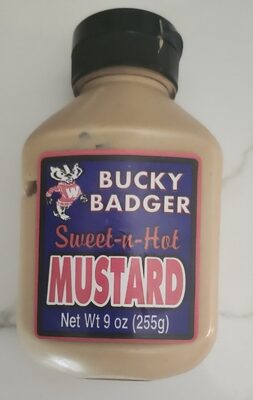 BUCKY
BADGER
Sweet-n-Hot
MUSTARD
Net Wt 9 oz (255g)
W